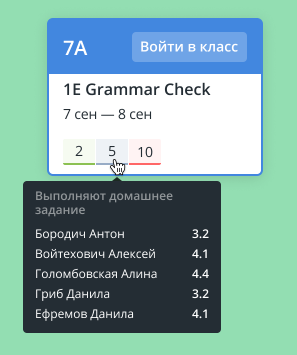 7A
Войти в класс
1E Grammar Check
7 сен — 8 сен
2 5 10
Выполняют домашнее
задание
Бородич Антон 3.2
Войтехович Алексей 4.1
Голомбовская Алина 4.4
Гриб Данила 3.2
Ефремов Данила 4.1